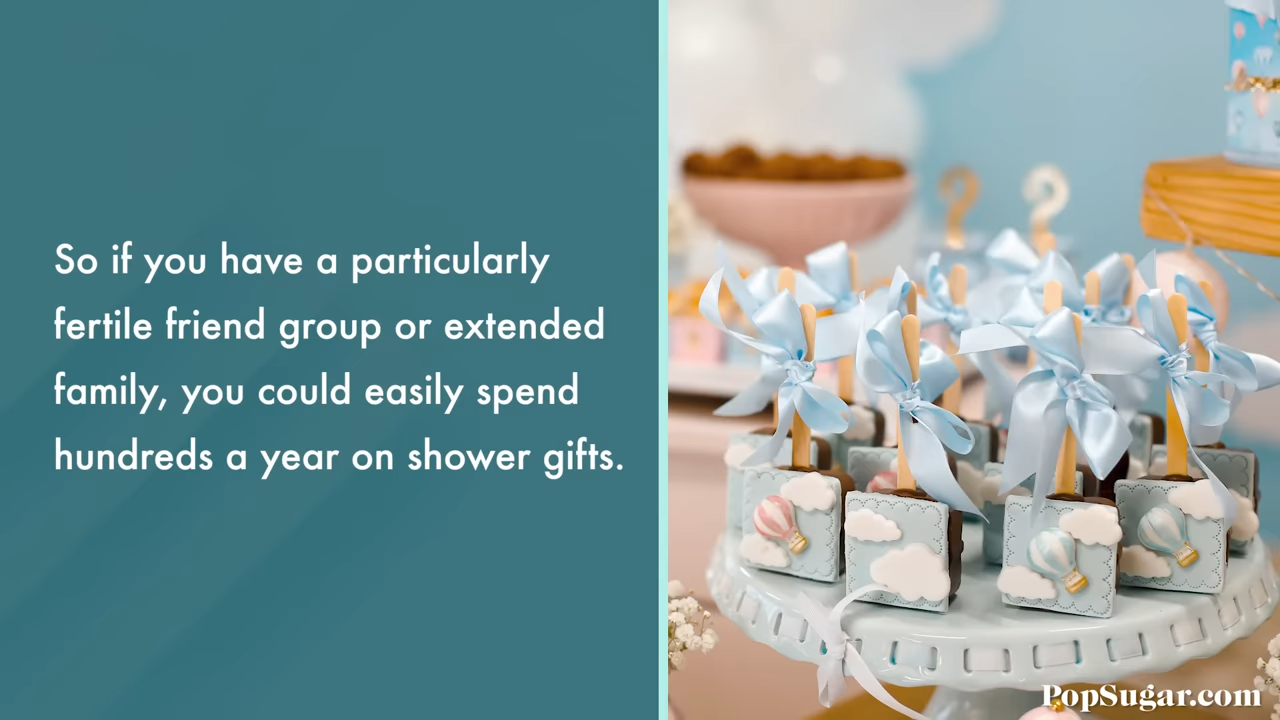 So if you have a particularly
fertile friend group or extended
family, you could easily spend
hundreds a year on shower gifts.
PopSugar.com